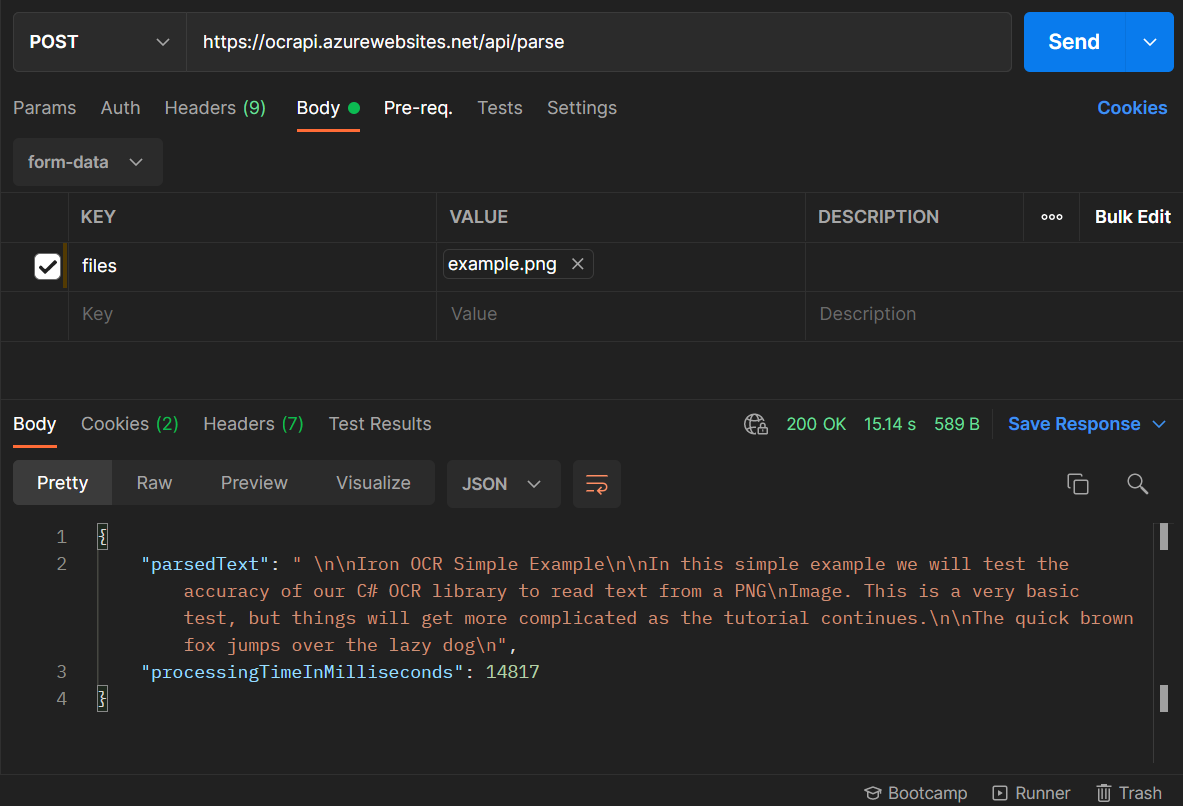 POST https://ocrapi.azurewebsites.net/api/parse Send
Params Auth Headers (9) Body Pre-req. Tests Settings Cookies
form-data
KEY VALUE DESCRIPTION Bulk Edit
files example.png
Key Value Description
Body Cookies (2) Headers (7) Test Results 200 OK 15.14 s 589 B Save Response
Pretty Raw Preview Visualize JSON
1 {
2 "parsedText": " \n\nIron OCR Simple Example\n\nIn this simple example we will test the
accuracy of our C# OCR library to read text from a PNG\nImage. This is a very basic
test, but things will get more complicated as the tutorial continues.\n\nThe quick brown
fox jumps over the lazy dog\n",
3 "processingTimeInMilliseconds": 14817
4 }
Bootcamp Runner Trash